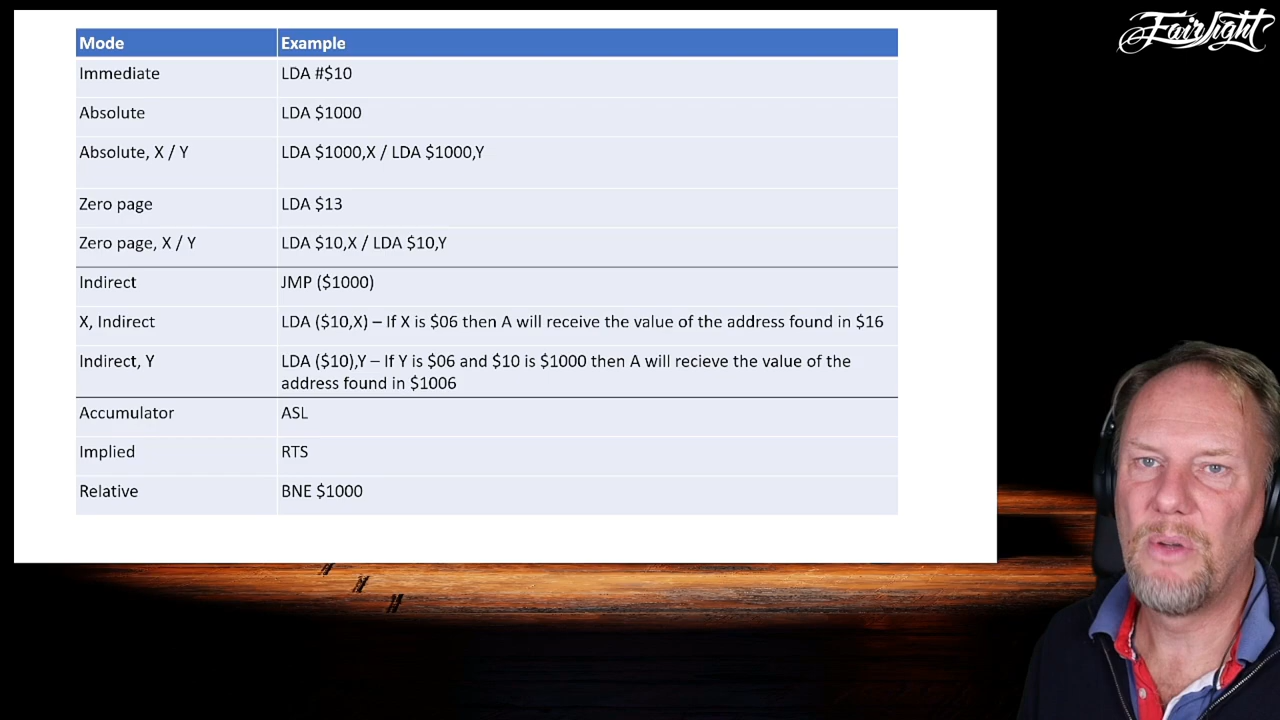 Fairlight
Mode Example
Immediate LDA #$10
Absolute LDA $1000
Absolute, X / Y LDA $1000,X / LDA $1000,Y
Zero page LDA $13
Zero page, X / Y LDA $10,X / LDA $10,Y
Indirect JMP ($1000)
X, Indirect LDA ($10,X) – If X is $06 then A will receive the value of the address found in $16
Indirect, Y LDA ($10),Y – If Y is $06 and $10 is $1000 then A will recieve the value of the
address found in $1006
Accumulator ASL
Implied RTS
Relative BNE $1000